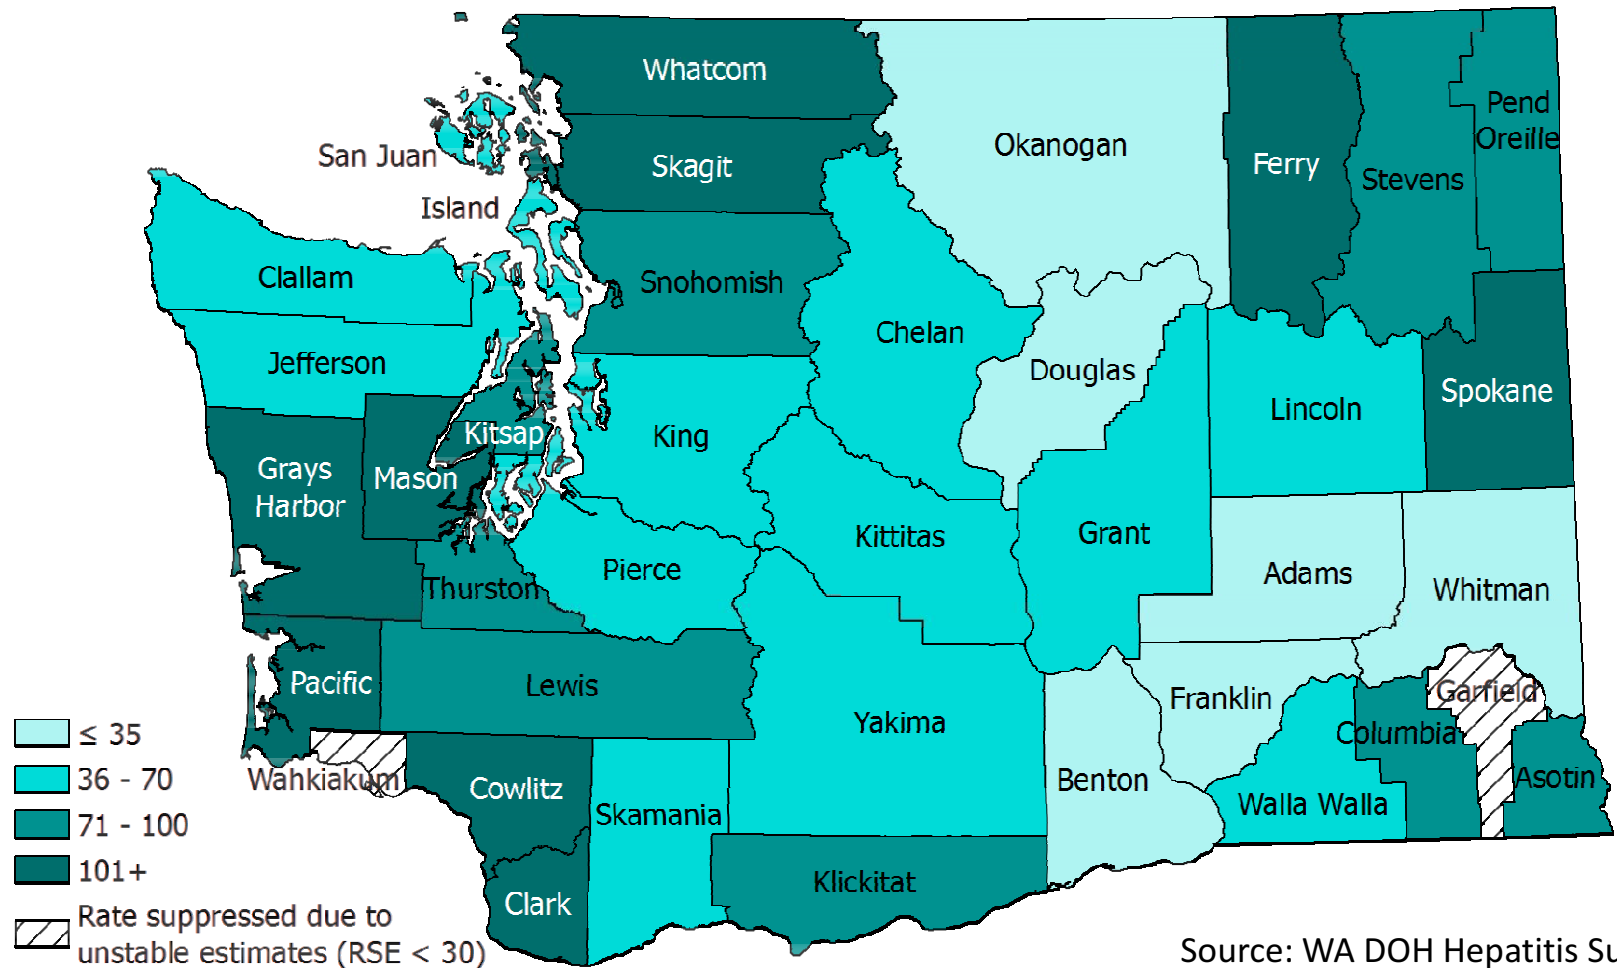 Whatcom
Okanogan
Pend
Oreille
San Juan
Skagit
Ferry
Stevens
Island
Clallam
Snohomish
Chelan
Jefferson
Douglas
Spokane
Lincoln
King
Kitsap
Grays
Harbor
Mason
Kittitas
Grant
Pierce
Adams
Whitman
Thurston
Pacific
Lewis
Franklin
Garfield
Yakima
Columbia
Wahkiakum
Cowlitz
Benton
Asotin
Skamania
Walla Walla
Klickitat
Clark
≤ 35
36 - 70
71 - 100
101+
Rate suppressed due to
unstable estimates (RSE < 30)
Source: WA DOH Hepatitis Su